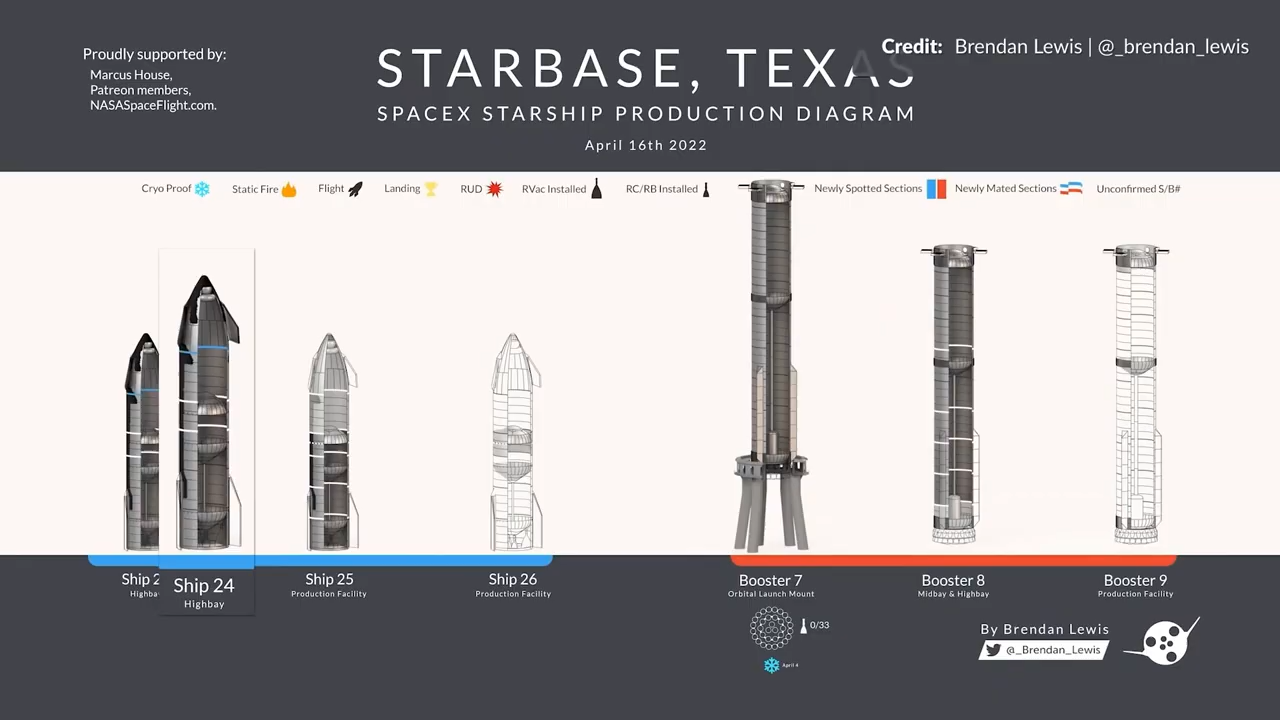 Proudly supported by:
Marcus House,
Patreon members,
NASASpaceFlight.com.
STARBASE, TEXAS
SPACEX STARSHIP PRODUCTION DIAGRAM
April 16th 2022
Credit: Brendan Lewis | @_brendan_lewis
Cryo Proof Static Fire Flight Landing RUD RVac Installed RC/RB Installed Newly Spotted Sections Newly Mated Sections Unconfirmed S/B#
Ship 2
Highba
Ship 24
Highbay
Ship 25
Production Facility
Ship 26
Production Facility
Booster 7
Orbital Launch Mount
0/33
April 4
Booster 8
Midbay & Highbay
Booster 9
Production Facility
By Brendan Lewis
@_Brendan_Lewis